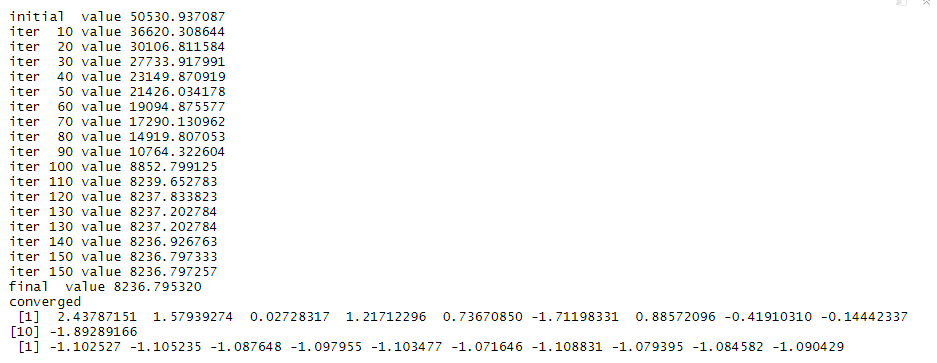 initial  value 50530.937087
iter  10 value 36620.308644
iter  20 value 30106.811584
iter  30 value 27733.917991
iter  40 value 23149.870919
iter  50 value 21426.034178
iter  60 value 19094.875577
iter  70 value 17290.130962
iter  80 value 14919.807053
iter  90 value 10764.322604
iter 100 value 8852.799125
iter 110 value 8239.652783
iter 120 value 8237.833823
iter 130 value 8237.202784
iter 130 value 8237.202784
iter 140 value 8236.926763
iter 150 value 8236.797333
iter 150 value 8236.797257
final  value 8236.795320
converged
 [1]  2.43787151  1.57939274  0.02728317  1.21712296  0.73670850 -1.71198331  0.88572096 -0.41910310 -0.14442337
[10] -1.89289166
 [1] -1.102527 -1.105235 -1.087648 -1.097955 -1.103477 -1.071646 -1.108831 -1.079395 -1.084582 -1.090429